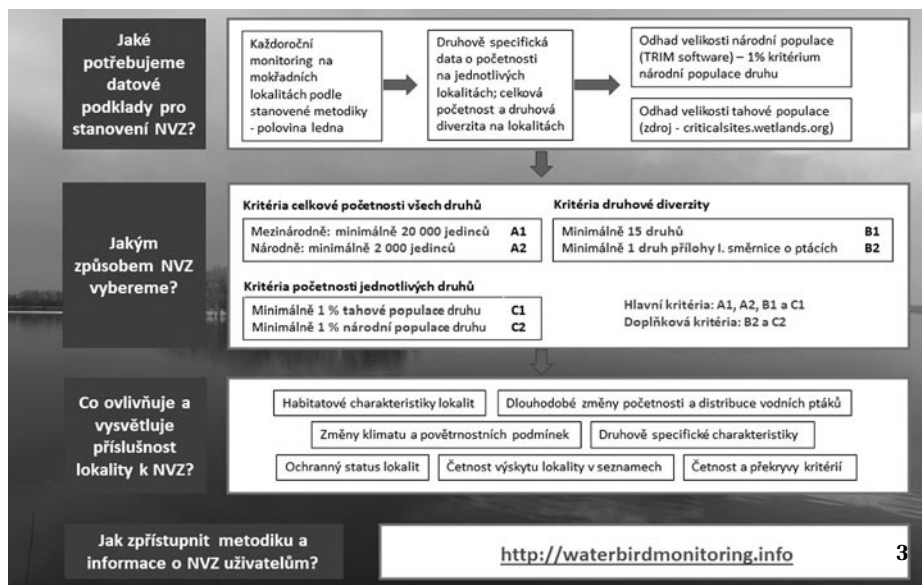 Jaké
potřebujeme
datové
podklady pro
stanovení NVZ?
Každoroční
monitoring na
mokřadních
lokalitách podle
stanovené metodiky
- polovina ledna
Druhově specifická
data o početnosti
na jednotlivých
lokalitách; celková
početnost a druhová
diverzita na lokalitách
Odhad velikosti národní populace
(TRIM software) – 1% kritérium
národní populace druhu
Odhad velikosti tahové populace
(zdroj - criticalsites.wetlands.org)
Jakým
způsobem NVZ
vybereme?
Kritéria celkové početnosti všech druhů
Mezinárodně: minimálně 20 000 jedinců A1
Národně: minimálně 2 000 jedinců A2
Kritéria druhové diverzity
Minimálně 15 druhů B1
Minimálně 1 druh přílohy I. směrnice o ptácích B2
Kritéria početnosti jednotlivých druhů
Minimálně 1 % tahové populace druhu C1
Minimálně 1 % národní populace druhu C2
Hlavní kritéria: A1, A2, B1 a C1
Doplňková kritéria: B2 a C2
Co ovlivňuje a
vysvětluje
příslušnost
lokality k NVZ?
Habitatové charakteristiky lokalit
Dlouhodobé změny početnosti a distribuce vodních ptáků
Změny klimatu a povětrnostních podmínek
Druhově specifické charakteristiky
Ochranný status lokalit
Četnost výskytu lokality v seznamech
Četnost a překryvy kritérií
Jak zpřístupnit metodiku a
informace o NVZ uživatelům?
http://waterbirdmonitoring.info
3